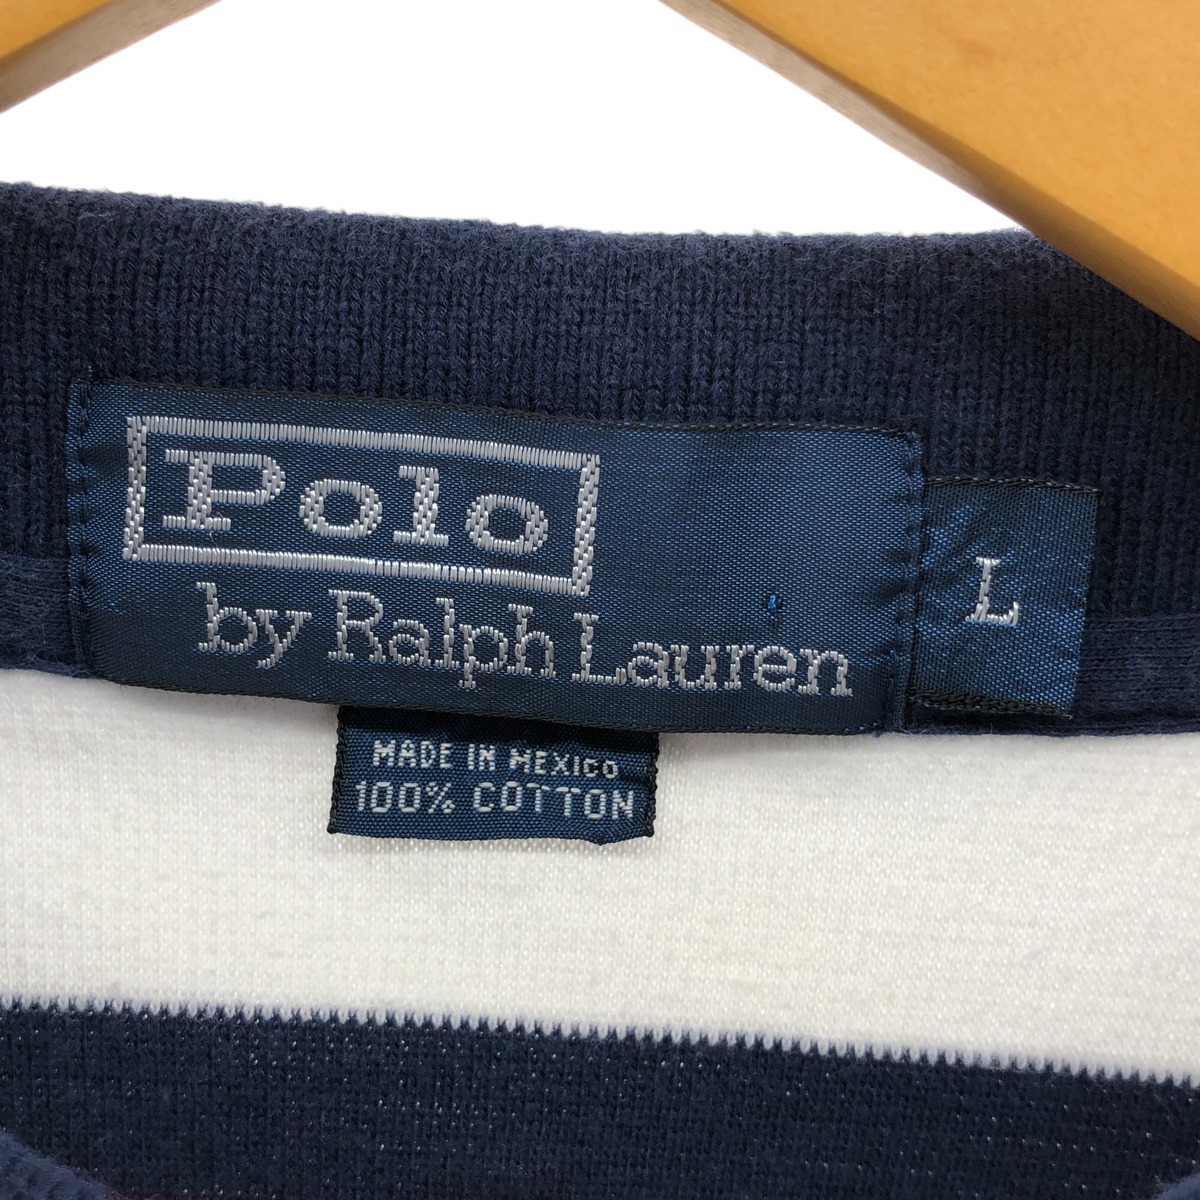 Polo
by Ralph Lauren
L
MADE IN MEXICO
100% COTTON